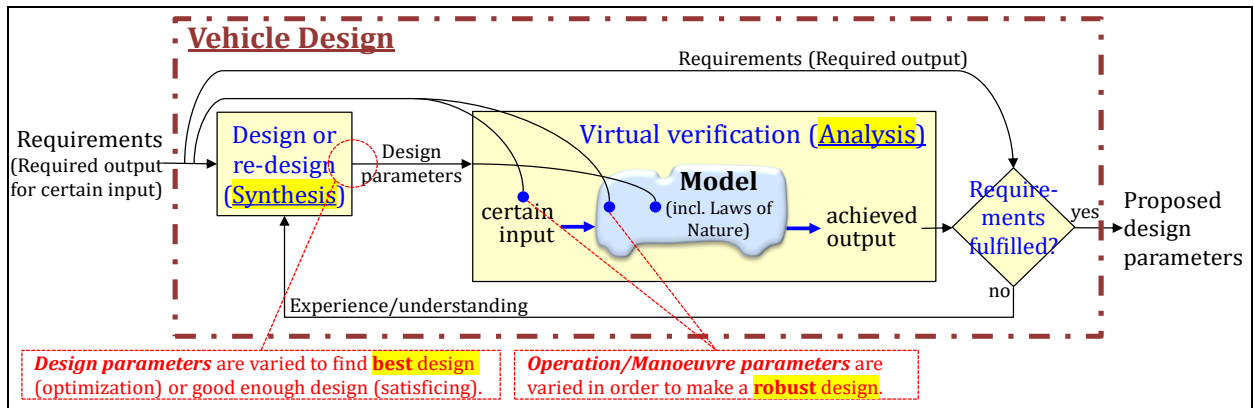 Vehicle Design
Requirements (Required output)
Requirements
(Required output
for certain input)
Design or
re-design
(Synthesis)
Design
parameters
Virtual verification (Analysis)
Model
(incl. Laws of
Nature)
certain
input
achieved
output
Require-
ments
fulfilled?
yes
no
Proposed
design
parameters
Experience/understanding
Design parameters are varied to find best design
(optimization) or good enough design (satisficing).
Operation/Manoeuvre parameters are
varied in order to make a robust design.